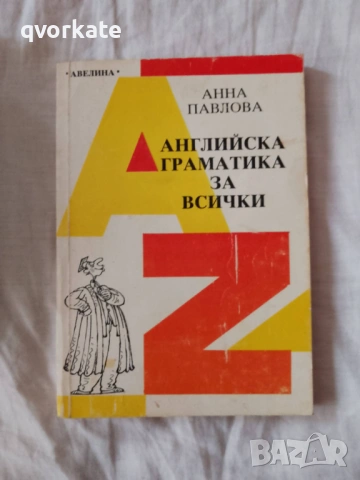 qvorkate
· АВЕЛИНА ·
АННА
ПАВЛОВА
A
АНГЛИЙСКА
ГРАМАТИКА
ЗА
ВСИЧКИ
Z
BAZAR